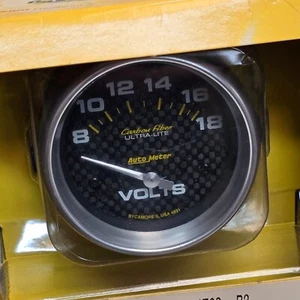 8 10 12 14 16 18
Carbon Fiber
ULTRA-LITE
Auto Meter
VOLTS